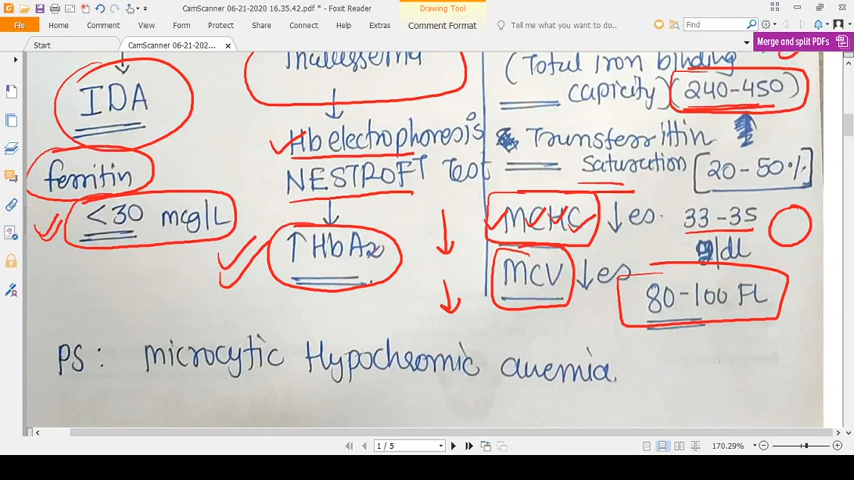 CamScanner 06-21-2020 16.35.42.pdf * - Foxit Reader
Drawing Tool
File Home Comment View Form Protect Share Connect Help Extras Comment Format
Tell me what you want to do...
Find
Start
CamScanner 06-21-202...
Merge and split PDFs
IDA
ferritin
<30 mcg/L
Hb electrophoresis
NESTROFT Test
↑HbA2
(Total Iron binding
capicity) (240-450)
Transferrittin
Saturation [20-50%]
MCHC ↓es. 33-35
g/dl
MCV ↓es
80-100 FL
PS: microcytic Hypochromic anemia.
1 / 5
170.29%